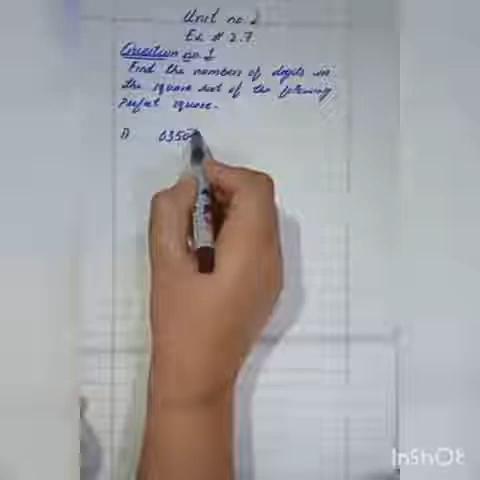 Unit no. 2
Ex # 2.7
Question no. 1
Find the numbers of digits in
the square root of the following
perfect square.
i) 0350
InShOt